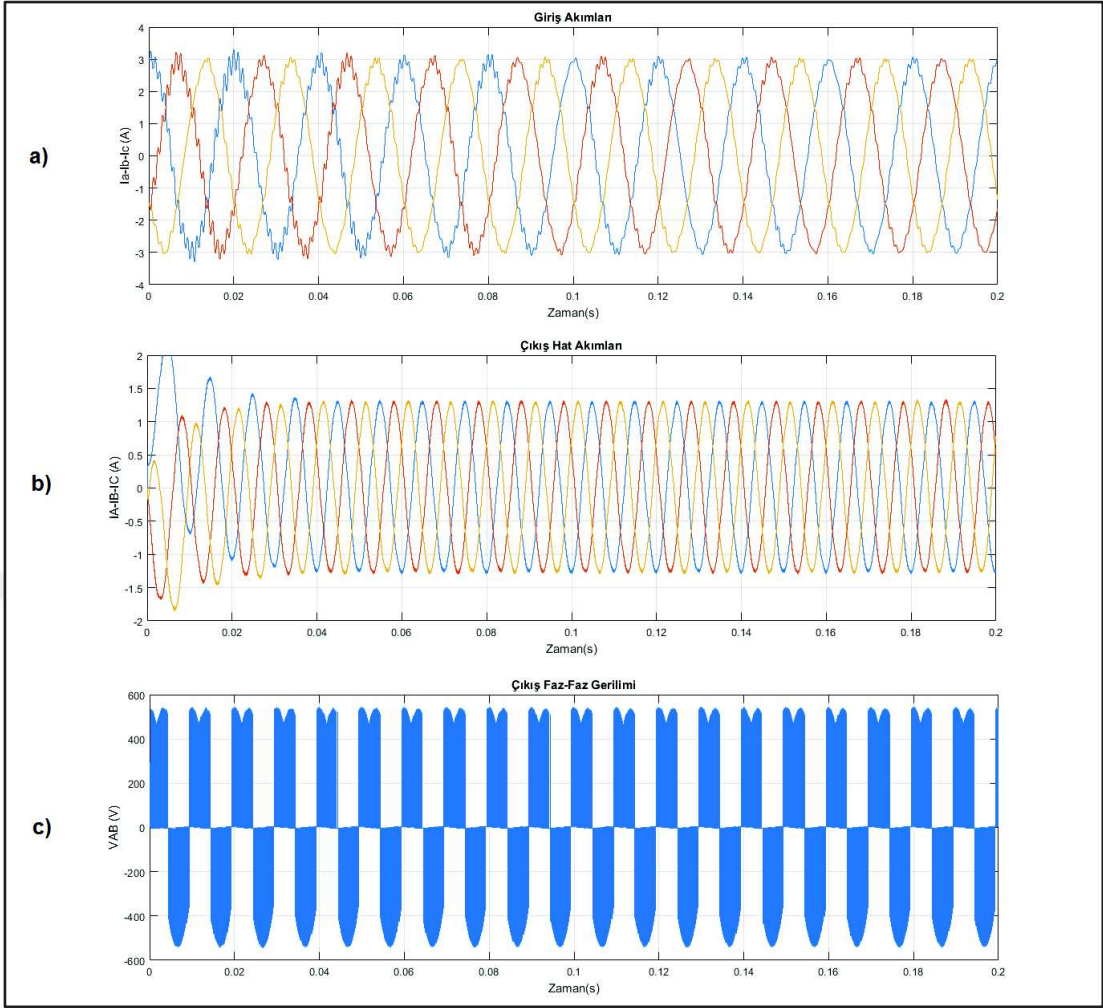 Giriş Akımları
a)
Ia-Ib-Ic (A)
4
3
2
1
0
-1
-2
-3
-4
0 0.02 0.04 0.06 0.08 0.1 0.12 0.14 0.16 0.18 0.2
Zaman(s)
Çıkış Hat Akımları
b)
IA-IB-IC (A)
2
1.5
1
0.5
0
-0.5
-1
-1.5
-2
0 0.02 0.04 0.06 0.08 0.1 0.12 0.14 0.16 0.18 0.2
Zaman(s)
Çıkış Faz-Faz Gerilimi
c)
VAB (V)
600
400
200
0
-200
-400
-600
0 0.02 0.04 0.06 0.08 0.1 0.12 0.14 0.16 0.18 0.2
Zaman(s)